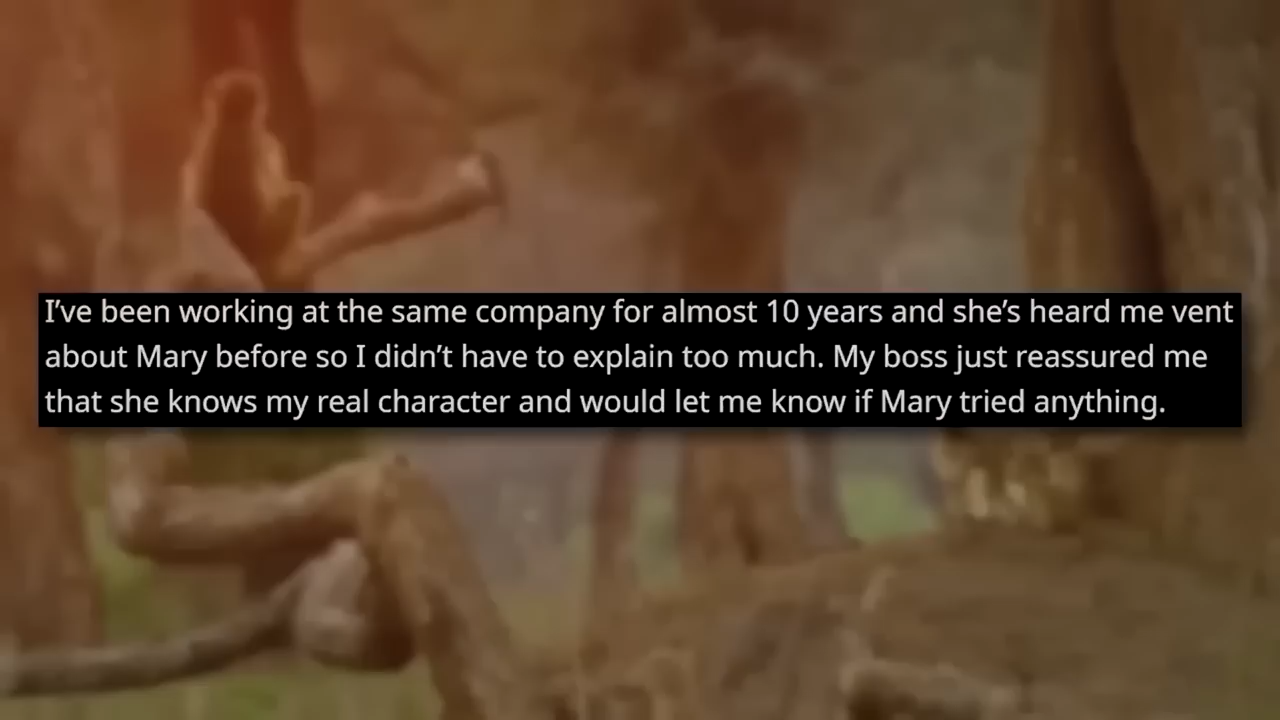 I’ve been working at the same company for almost 10 years and she’s heard me vent
about Mary before so I didn’t have to explain too much. My boss just reassured me
that she knows my real character and would let me know if Mary tried anything.